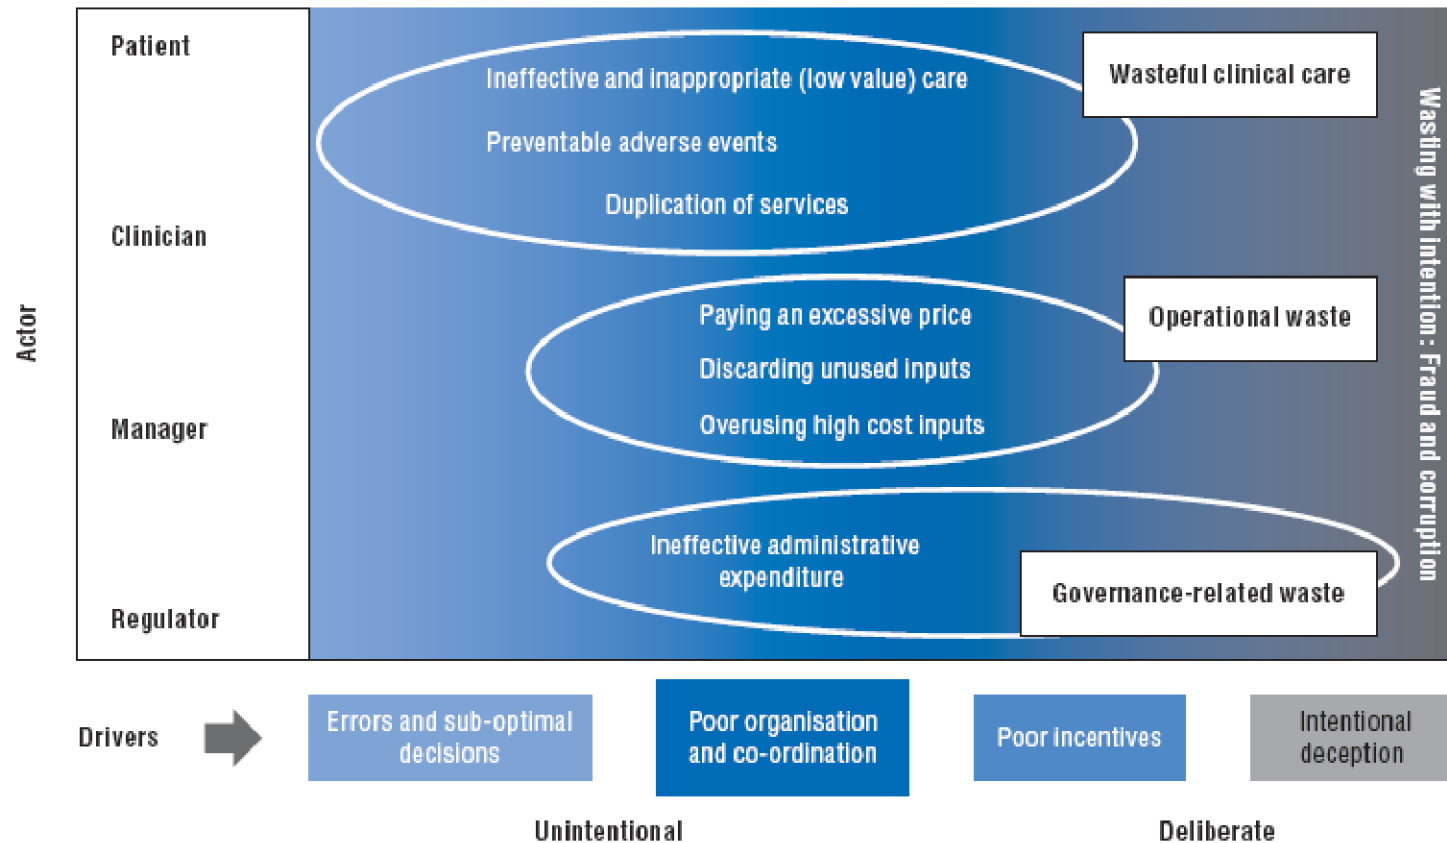 Patient
Ineffective and inappropriate (low value) care
Wasteful clinical care
Preventable adverse events
Duplication of services
Clinician
Actor
Paying an excessive price
Operational waste
Discarding unused inputs
Manager
Overusing high cost inputs
Wasting with intention: Fraud and corruption
Ineffective administrative
expenditure
Governance-related waste
Regulator
Drivers
Errors and sub-optimal
decisions
Poor organisation
and co-ordination
Poor incentives
Intentional
deception
Unintentional
Deliberate